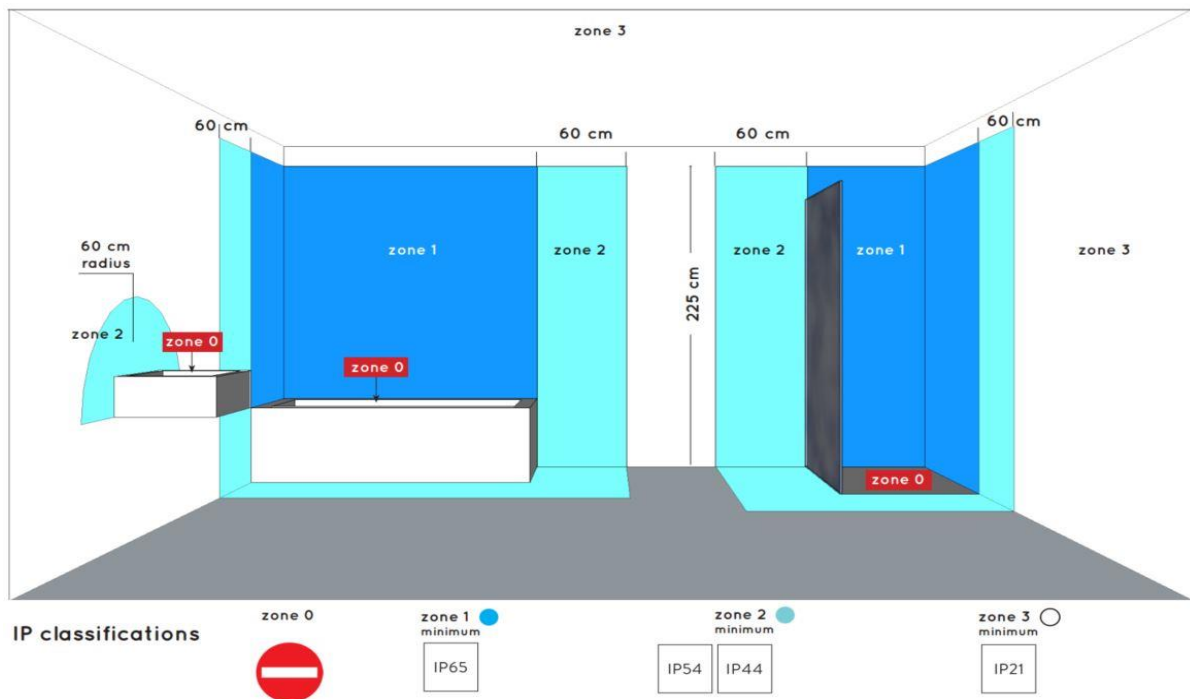 zone 3
60 cm
60 cm
60 cm
60 cm
60 cm
radius
zone 1
zone 2
zone 2
zone 1
zone 3
225 cm
zone 2
zone 0
zone 0
zone 0
IP classifications
zone 0
zone 1
minimum
IP65
zone 2
minimum
IP54
IP44
zone 3
minimum
IP21